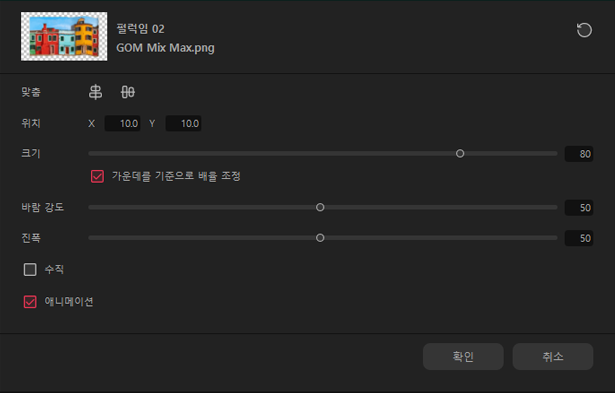 펄럭임 02
GOM Mix Max.png
맞춤
위치 X 10.0 Y 10.0
크기 80
가운데를 기준으로 배율 조정
바람 강도 50
진폭 50
수직
애니메이션
확인 취소